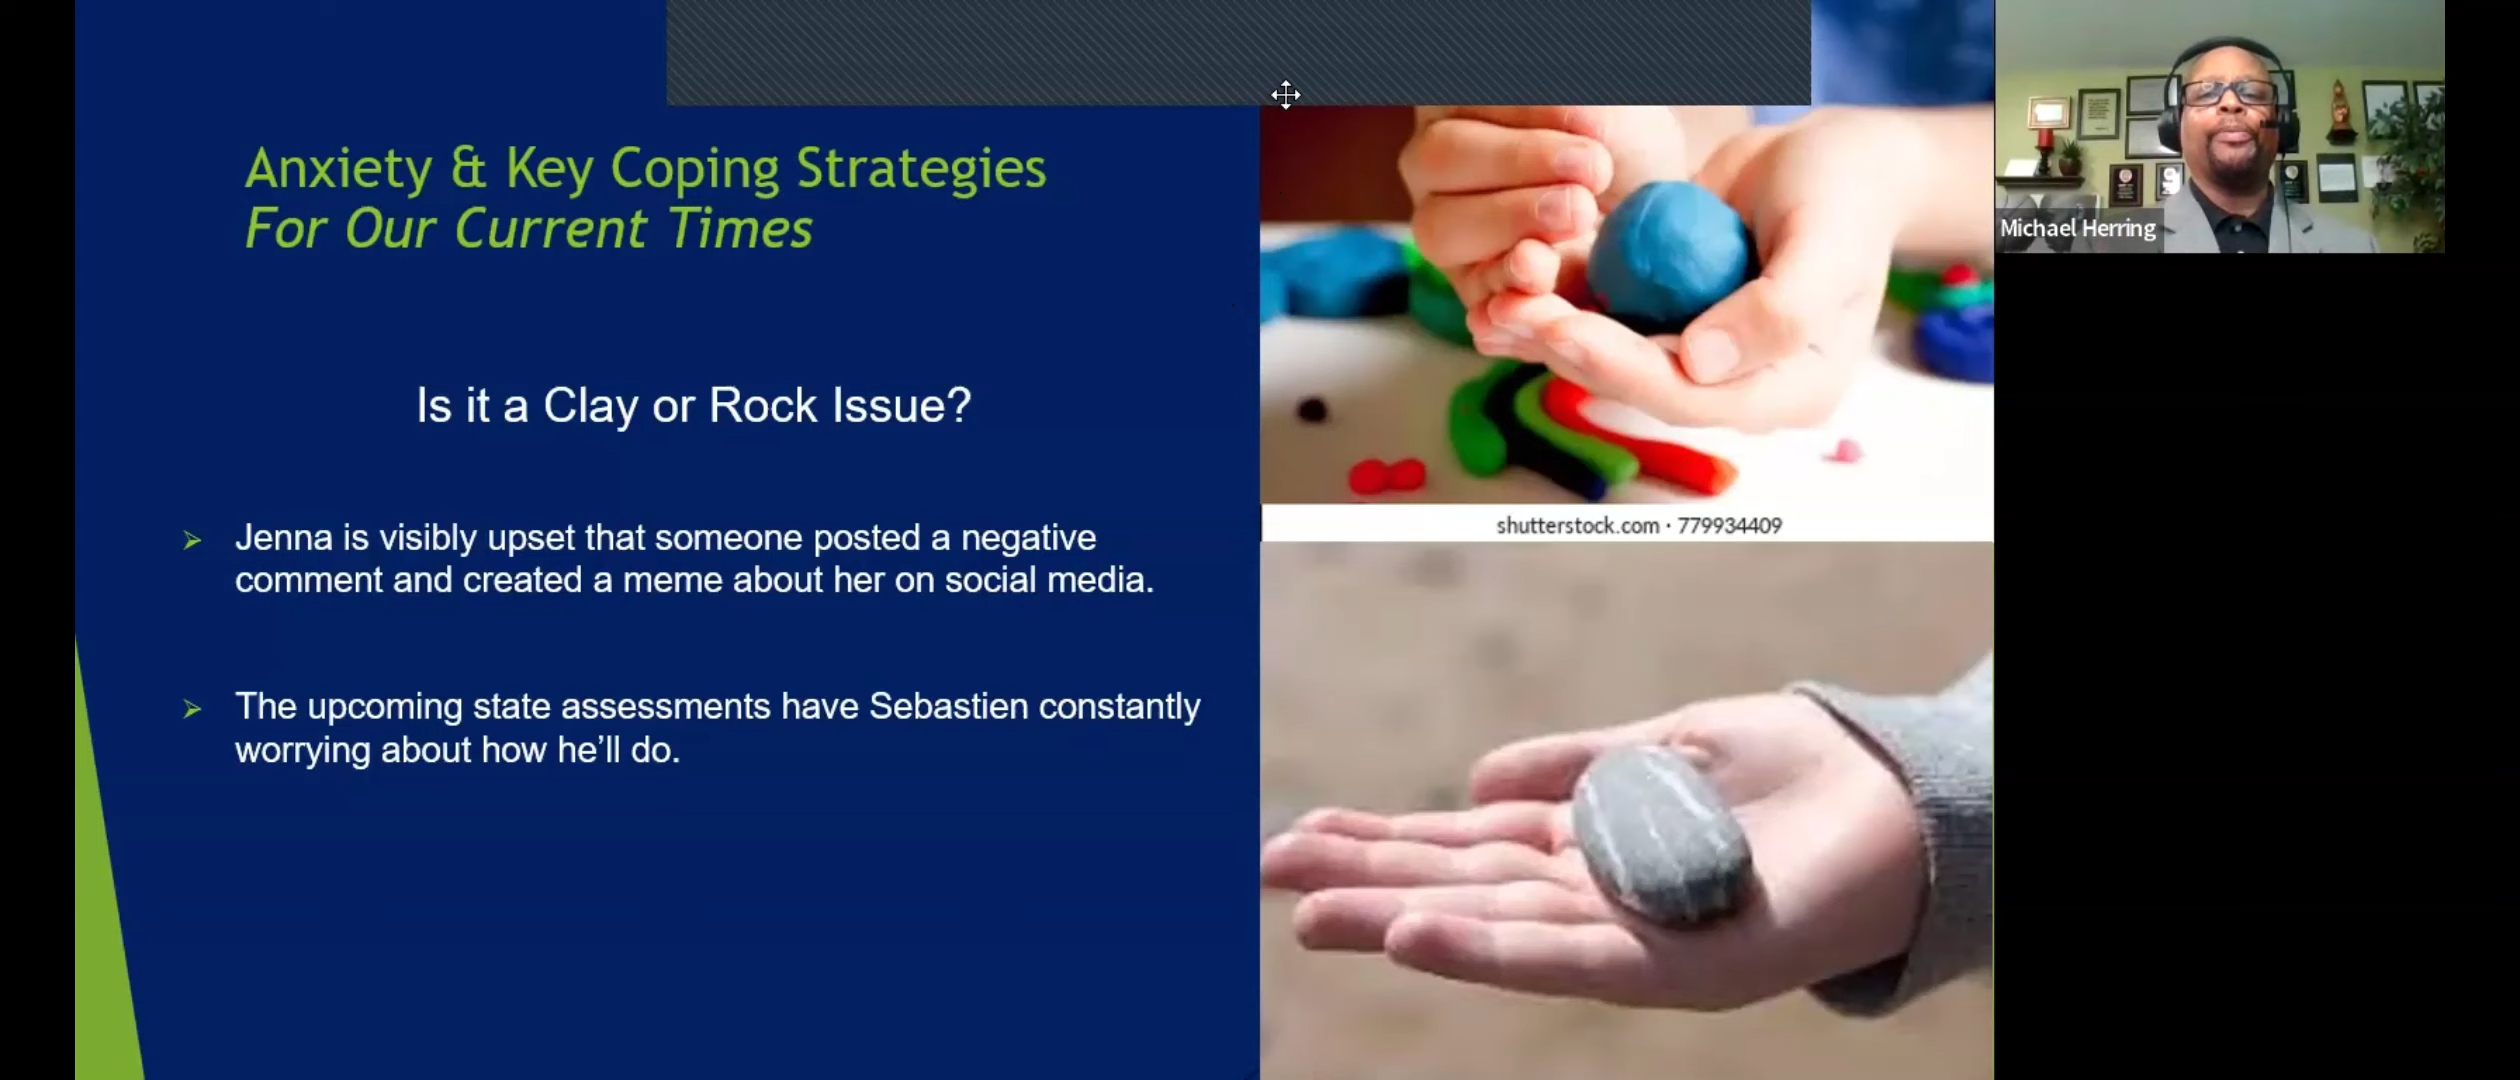 Anxiety & Key Coping Strategies
For Our Current Times
Is it a Clay or Rock Issue?
Jenna is visibly upset that someone posted a negative
comment and created a meme about her on social media.
The upcoming state assessments have Sebastien constantly
worrying about how he’ll do.
shutterstock.com · 779934409
Michael Herring